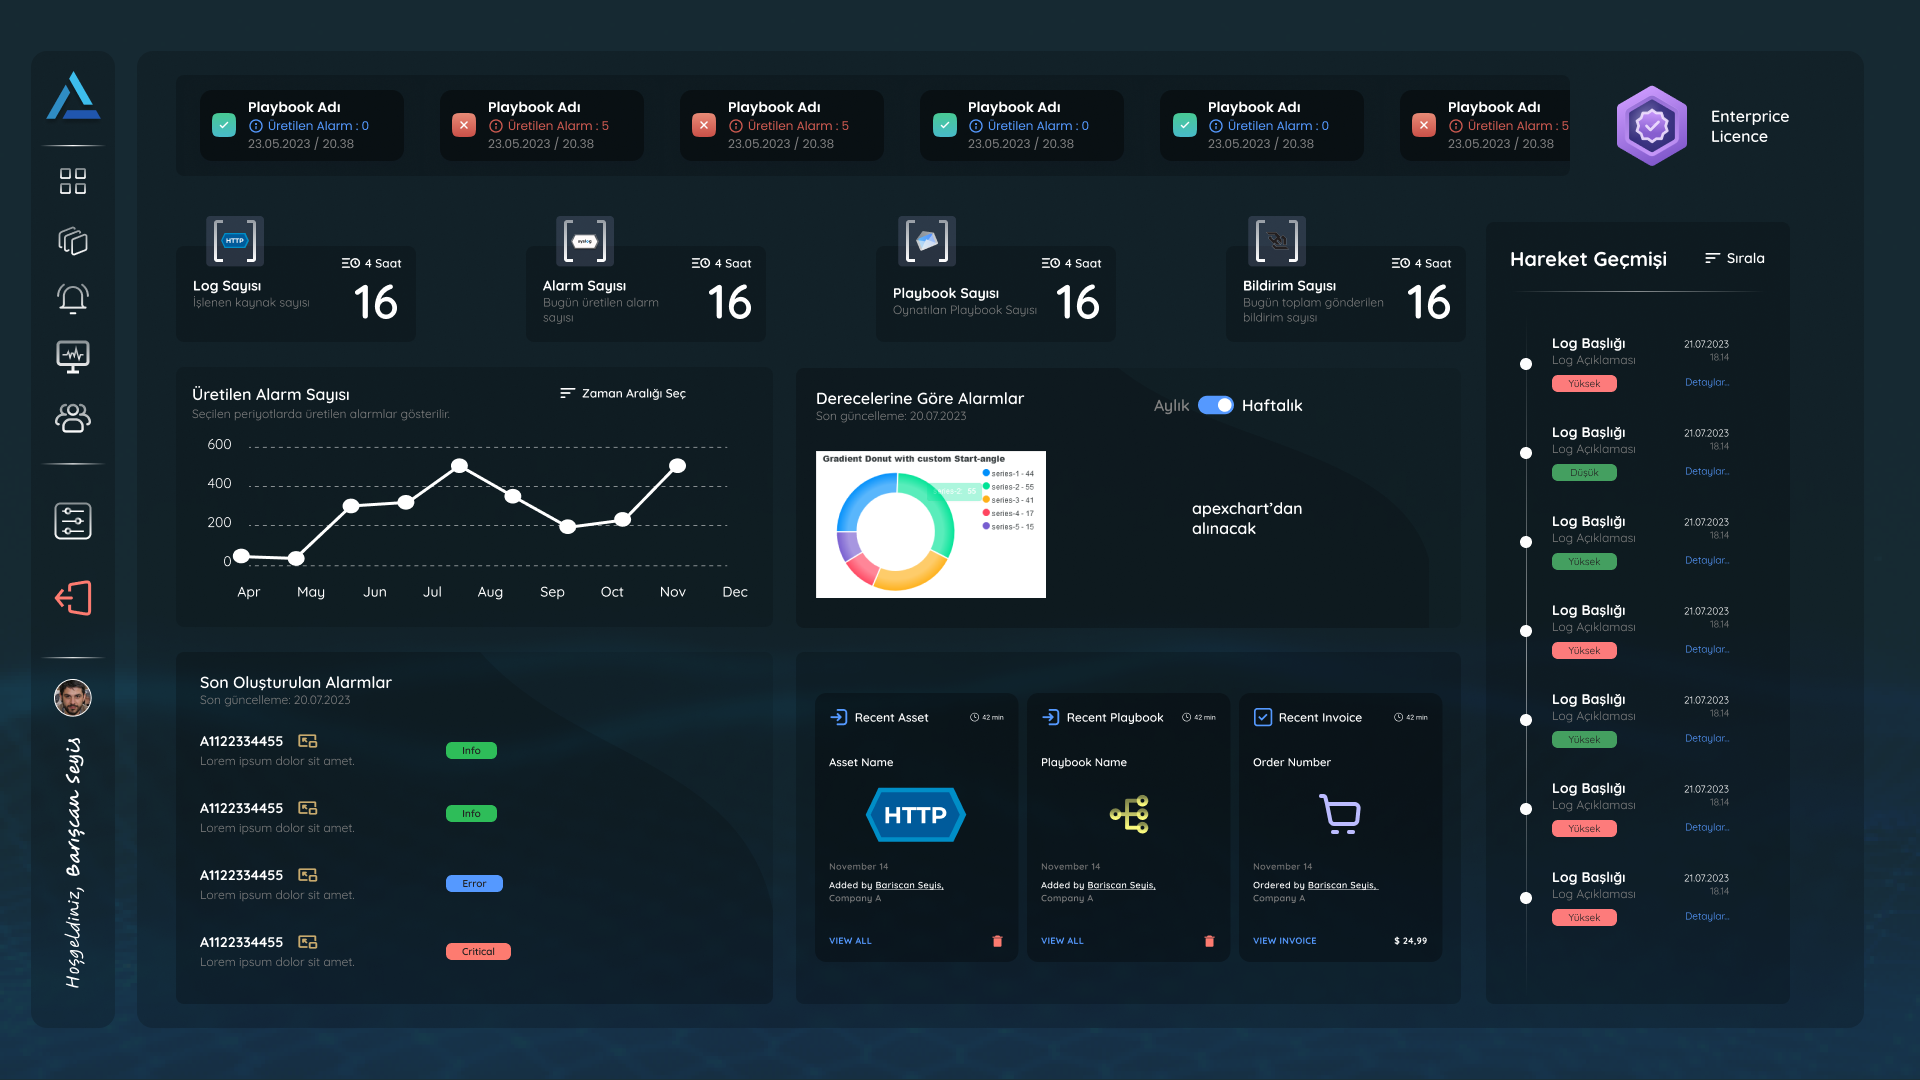 Playbook Adı
Üretilen Alarm : 0
23.05.2023 / 20.38
Playbook Adı
Üretilen Alarm : 5
23.05.2023 / 20.38
Playbook Adı
Üretilen Alarm : 5
23.05.2023 / 20.38
Playbook Adı
Üretilen Alarm : 0
23.05.2023 / 20.38
Playbook Adı
Üretilen Alarm : 0
23.05.2023 / 20.38
Playbook Adı
Üretilen Alarm : 5
23.05.2023 / 20.38
Enterprice
Licence
HTTP
4 Saat
Log Sayısı
İşlenen kaynak sayısı
16
syslog
4 Saat
Alarm Sayısı
Bugün üretilen alarm
sayısı
16
4 Saat
Playbook Sayısı
Oynatılan Playbook Sayısı
16
4 Saat
Bildirim Sayısı
Bugün toplam gönderilen
bildirim sayısı
16
Üretilen Alarm Sayısı
Seçilen periyotlarda üretilen alarmlar gösterilir.
Zaman Aralığı Seç
600
400
200
0
Apr May Jun Jul Aug Sep Oct Nov Dec
Derecelerine Göre Alarmlar
Son güncelleme: 20.07.2023
Aylık Haftalık
Gradient Donut with custom Start-angle
series-1 - 44
series-2 - 55
series-3 - 41
series-4 - 17
series-5 - 15
series-2: 55
apexchart'dan
alınacak
Son Oluşturulan Alarmlar
Son güncelleme: 20.07.2023
A1122334455
Lorem ipsum dolor sit amet.
Info
A1122334455
Lorem ipsum dolor sit amet.
Info
A1122334455
Lorem ipsum dolor sit amet.
Error
A1122334455
Lorem ipsum dolor sit amet.
Critical
Recent Asset
42 min
Asset Name
HTTP
November 14
Added by Bariscan Seyis,
Company A
VIEW ALL
Recent Playbook
42 min
Playbook Name
November 14
Added by Bariscan Seyis,
Company A
VIEW ALL
Recent Invoice
42 min
Order Number
November 14
Ordered by Bariscan Seyis,
Company A
VIEW INVOICE
$ 24,99
Hareket Geçmişi
Sırala
Log Başlığı
21.07.2023
Log Açıklaması
18.14
Yüksek
Detaylar...
Log Başlığı
21.07.2023
Log Açıklaması
18.14
Düşük
Detaylar...
Log Başlığı
21.07.2023
Log Açıklaması
18.14
Yüksek
Detaylar...
Log Başlığı
21.07.2023
Log Açıklaması
18.14
Yüksek
Detaylar...
Log Başlığı
21.07.2023
Log Açıklaması
18.14
Yüksek
Detaylar...
Log Başlığı
21.07.2023
Log Açıklaması
18.14
Yüksek
Detaylar...
Log Başlığı
21.07.2023
Log Açıklaması
18.14
Yüksek
Detaylar...
Hoşgeldiniz, Barışcan Seyis